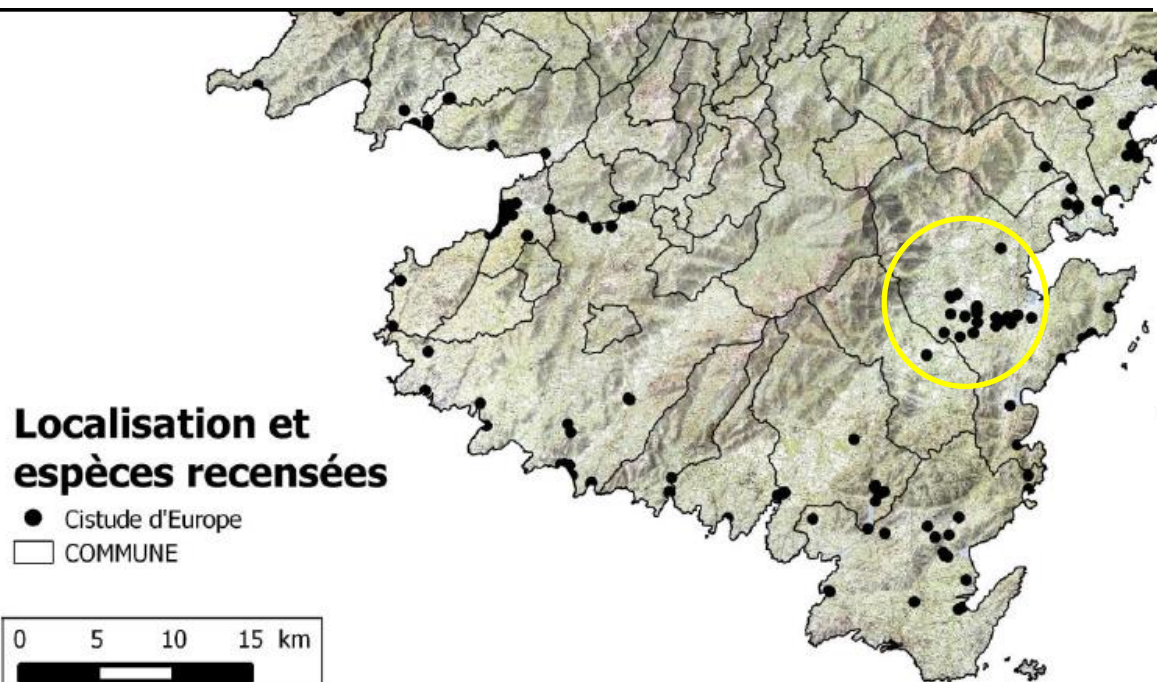 Localisation et
espèces recensées
Cistude d'Europe
COMMUNE
0 5 10 15 km